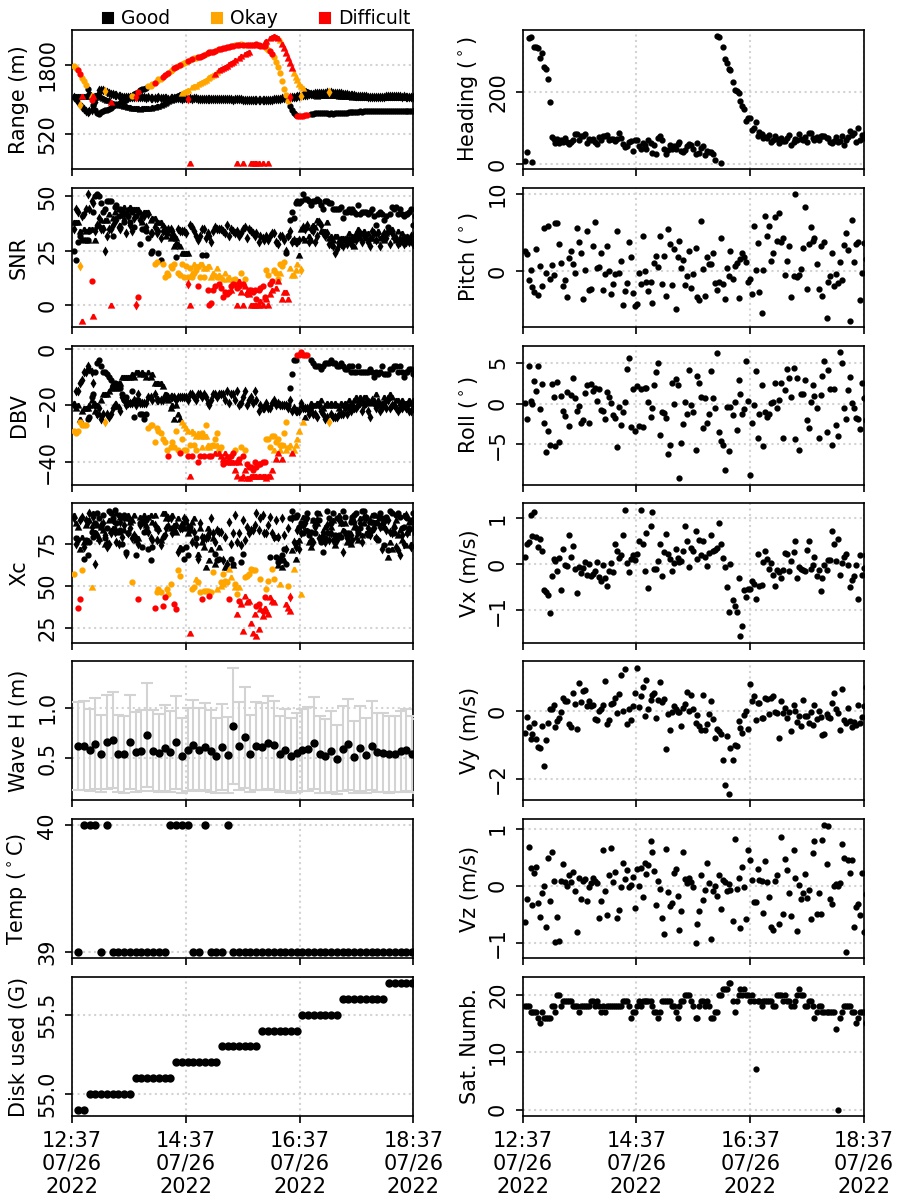 Good Okay Difficult
Range (m)
1800
520
Heading (°)
200
0
SNR
50
25
0
Pitch (°)
10
0
DBV
0
−20
−40
Roll (°)
5
0
−5
Xc
75
50
25
Vx (m/s)
1
0
−1
Wave H (m)
1.0
0.5
Vy (m/s)
0
−2
Temp (°C)
40
39
Vz (m/s)
1
0
−1
Disk used (G)
55.5
55.0
Sat. Numb.
20
10
0
12:37 14:37 16:37 18:37
07/26 07/26 07/26 07/26
2022 2022 2022 2022
12:37 14:37 16:37 18:37
07/26 07/26 07/26 07/26
2022 2022 2022 2022